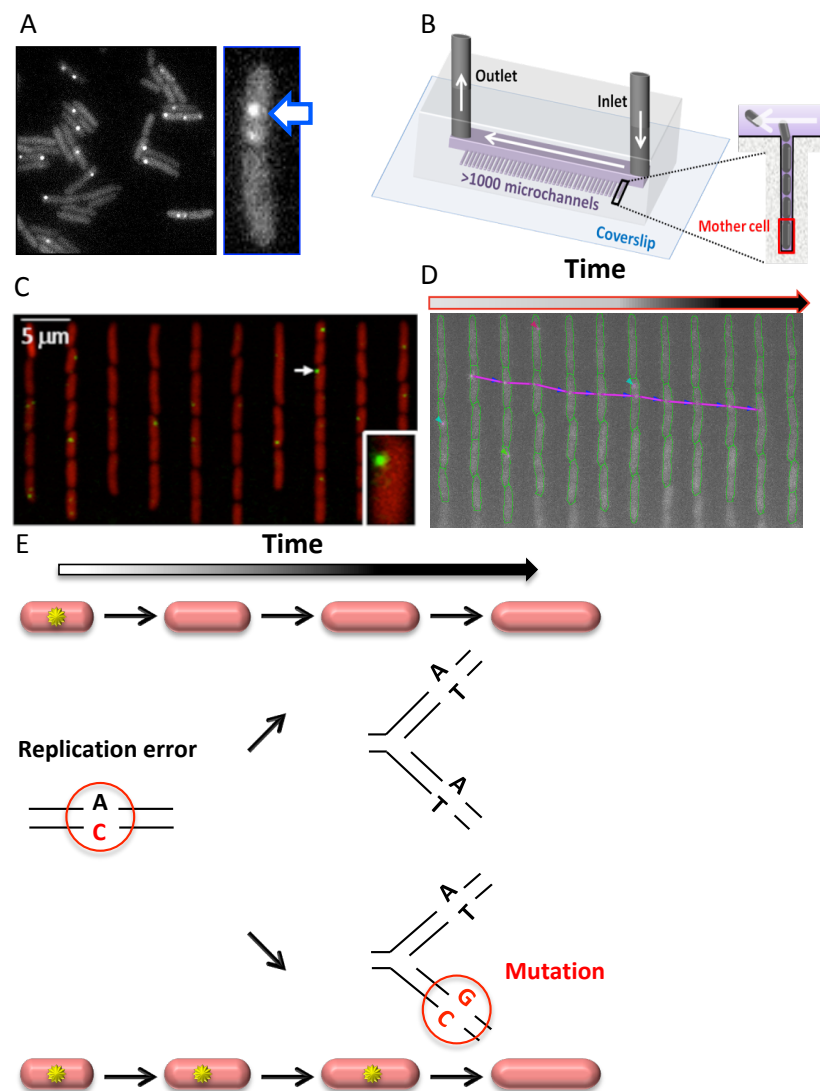 A
B
Outlet
Inlet
>1000 microchannels
Coverslip
Mother cell
C
5 μm
D
Time
E
Time
Replication error
A
C
A
T
A
T
A
T
G
C
Mutation